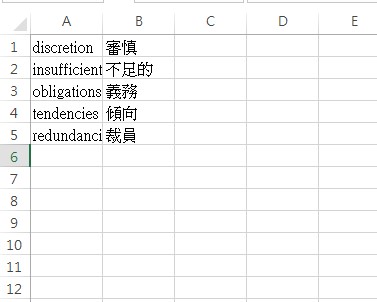 A B C D E
1 discretion 審慎
2 insufficient 不足的
3 obligations 義務
4 tendencies 傾向
5 redundanci 裁員
6
7
8
9
10
11
12